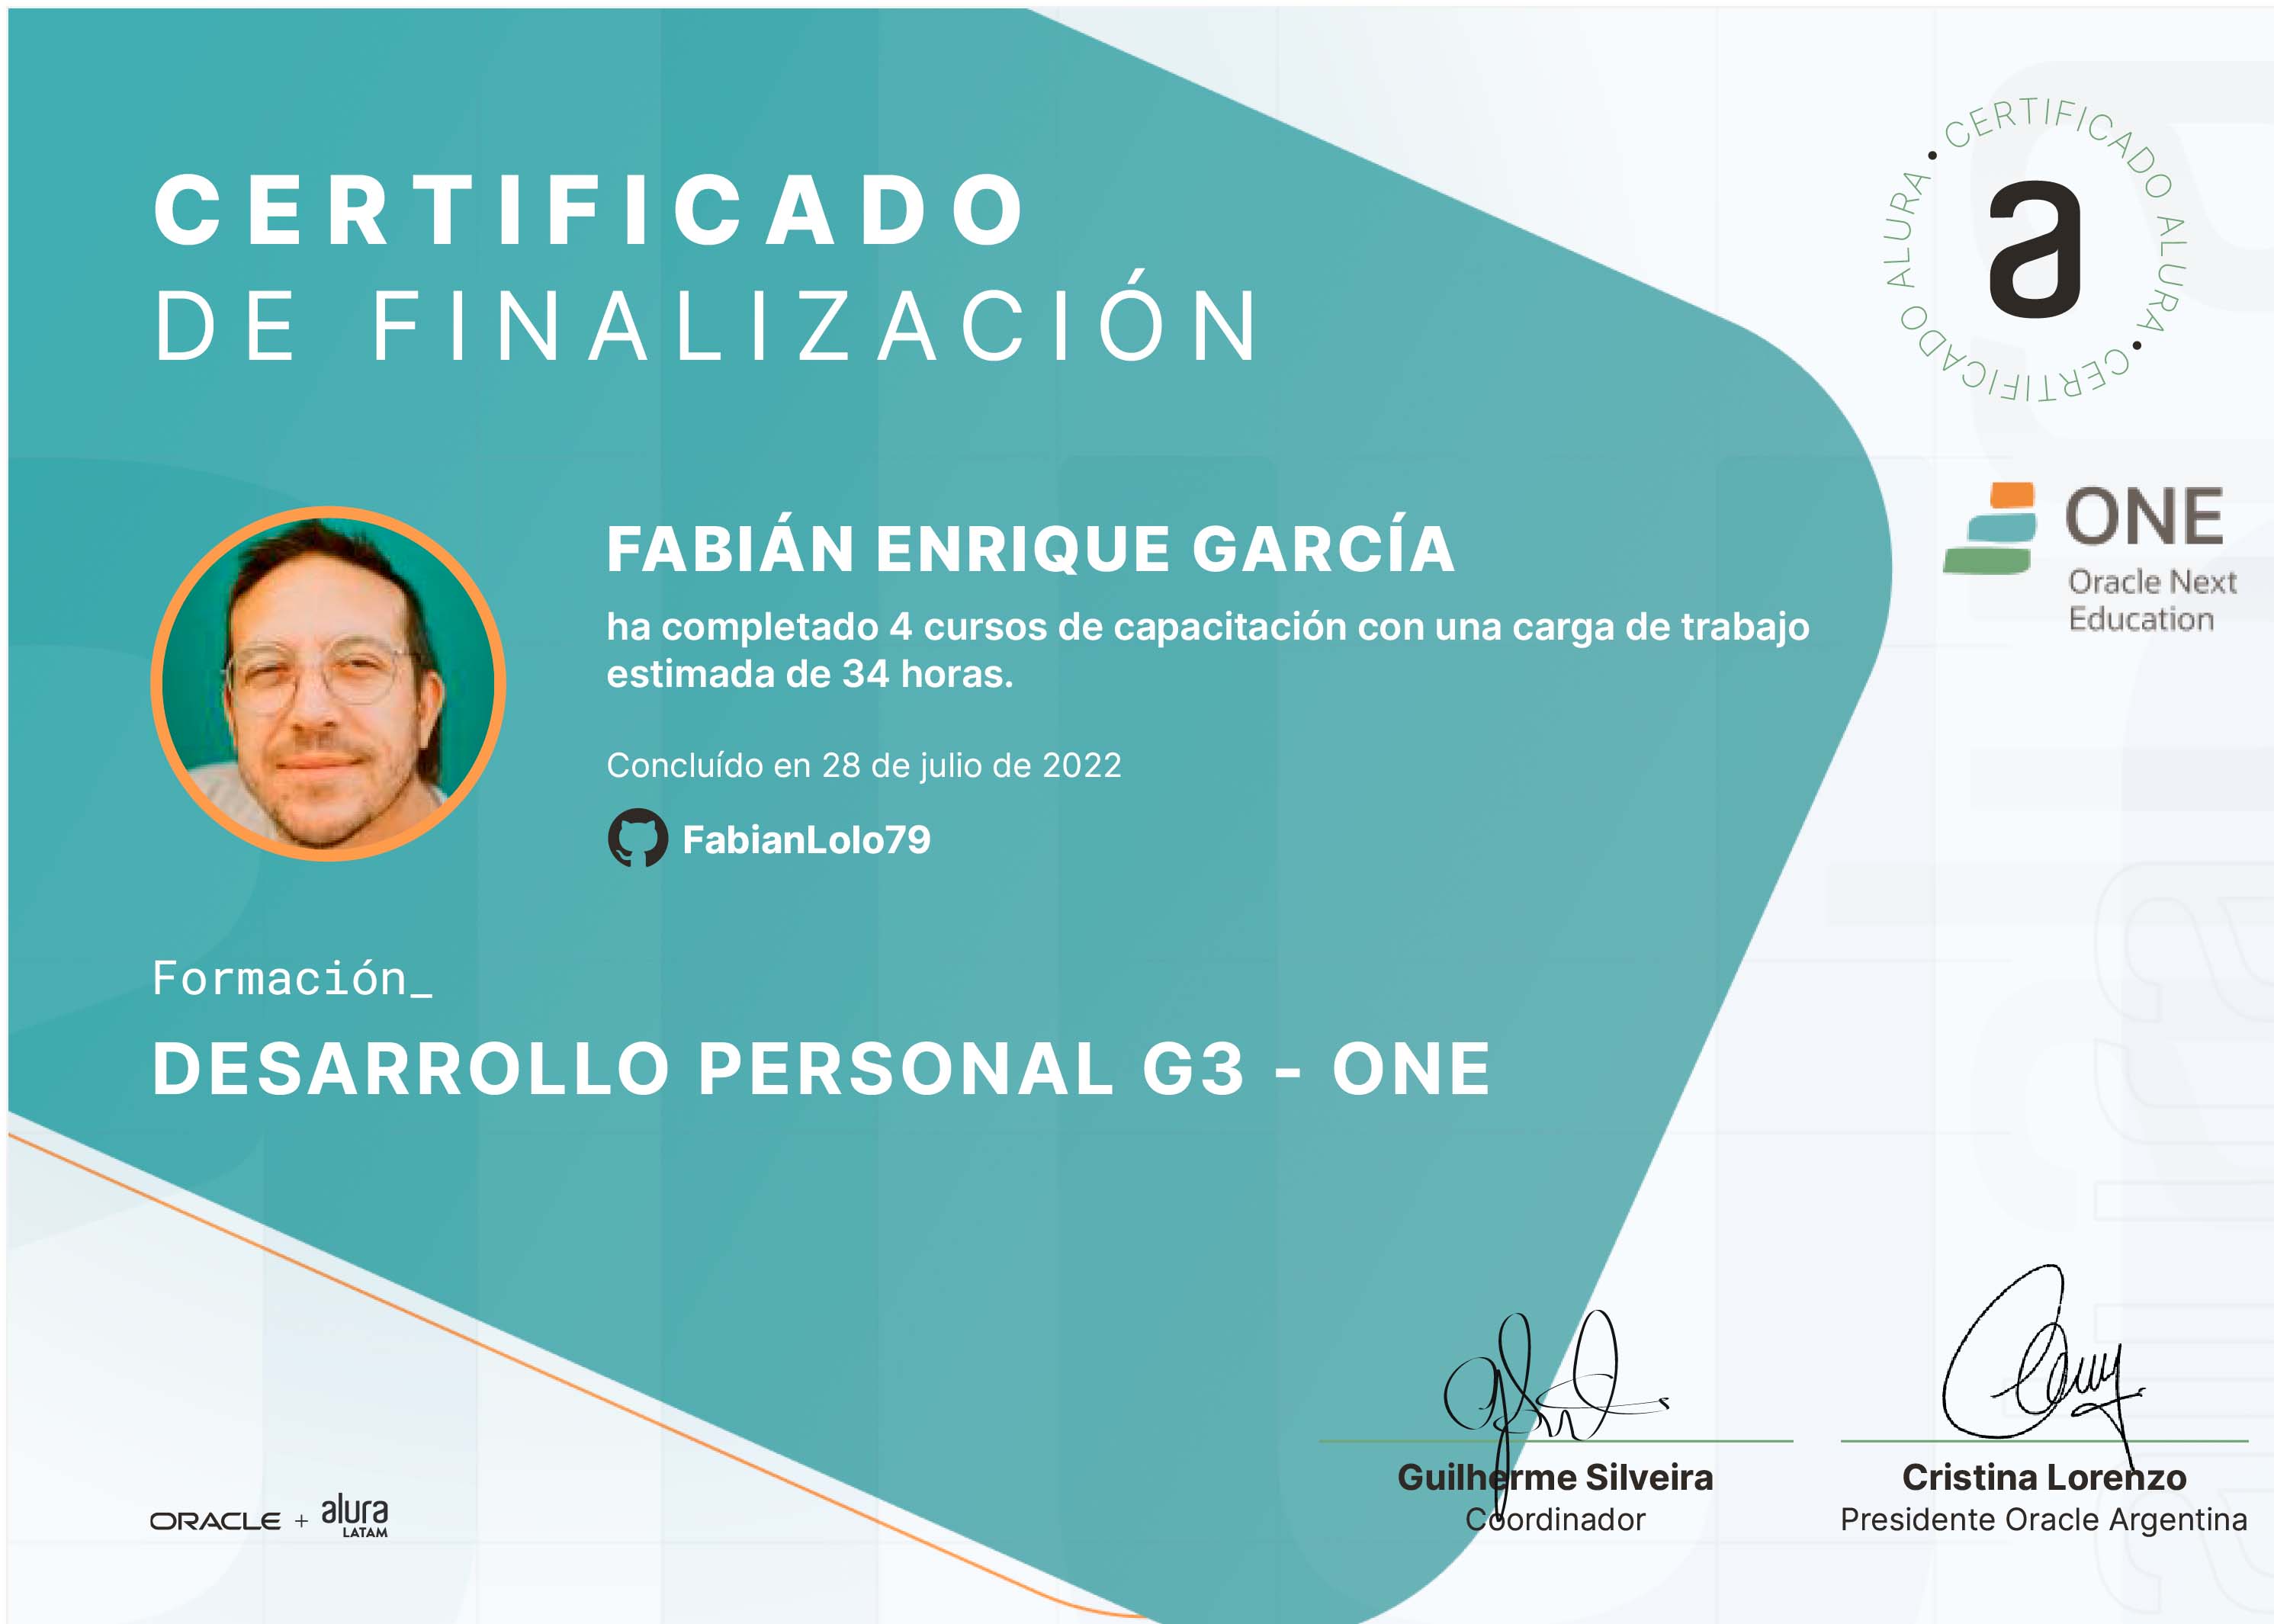 CERTIFICADO
DE FINALIZACIÓN
• CERTIFICADO ALURA • CERTIFICADO ALURA
a
ONE
Oracle Next
Education
FABIÁN ENRIQUE GARCÍA
ha completado 4 cursos de capacitación con una carga de trabajo
estimada de 34 horas.
Concluído en 28 de julio de 2022
FabianLolo79
Formación_
DESARROLLO PERSONAL G3 - ONE
Guilherme Silveira
Coordinador
Cristina Lorenzo
Presidente Oracle Argentina
ORACLE + alura
LATAM